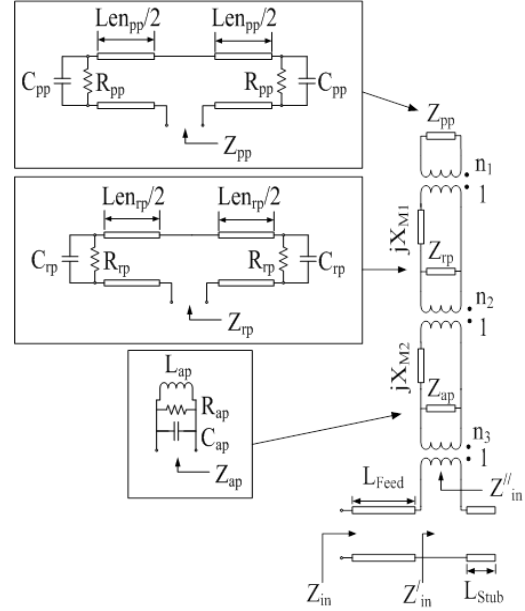 Len_pp/2 Len_pp/2
C_pp R_pp R_pp C_pp
Z_pp
Len_rp/2 Len_rp/2
C_rp R_rp R_rp C_rp
Z_rp
L_ap
R_ap
C_ap
Z_ap
Z_pp
n_1
1
jX_M1
Z_rp
n_2
1
jX_M2
Z_ap
n_3
1
L_Feed
Z''_in
Z_in
Z'_in
L_Stub